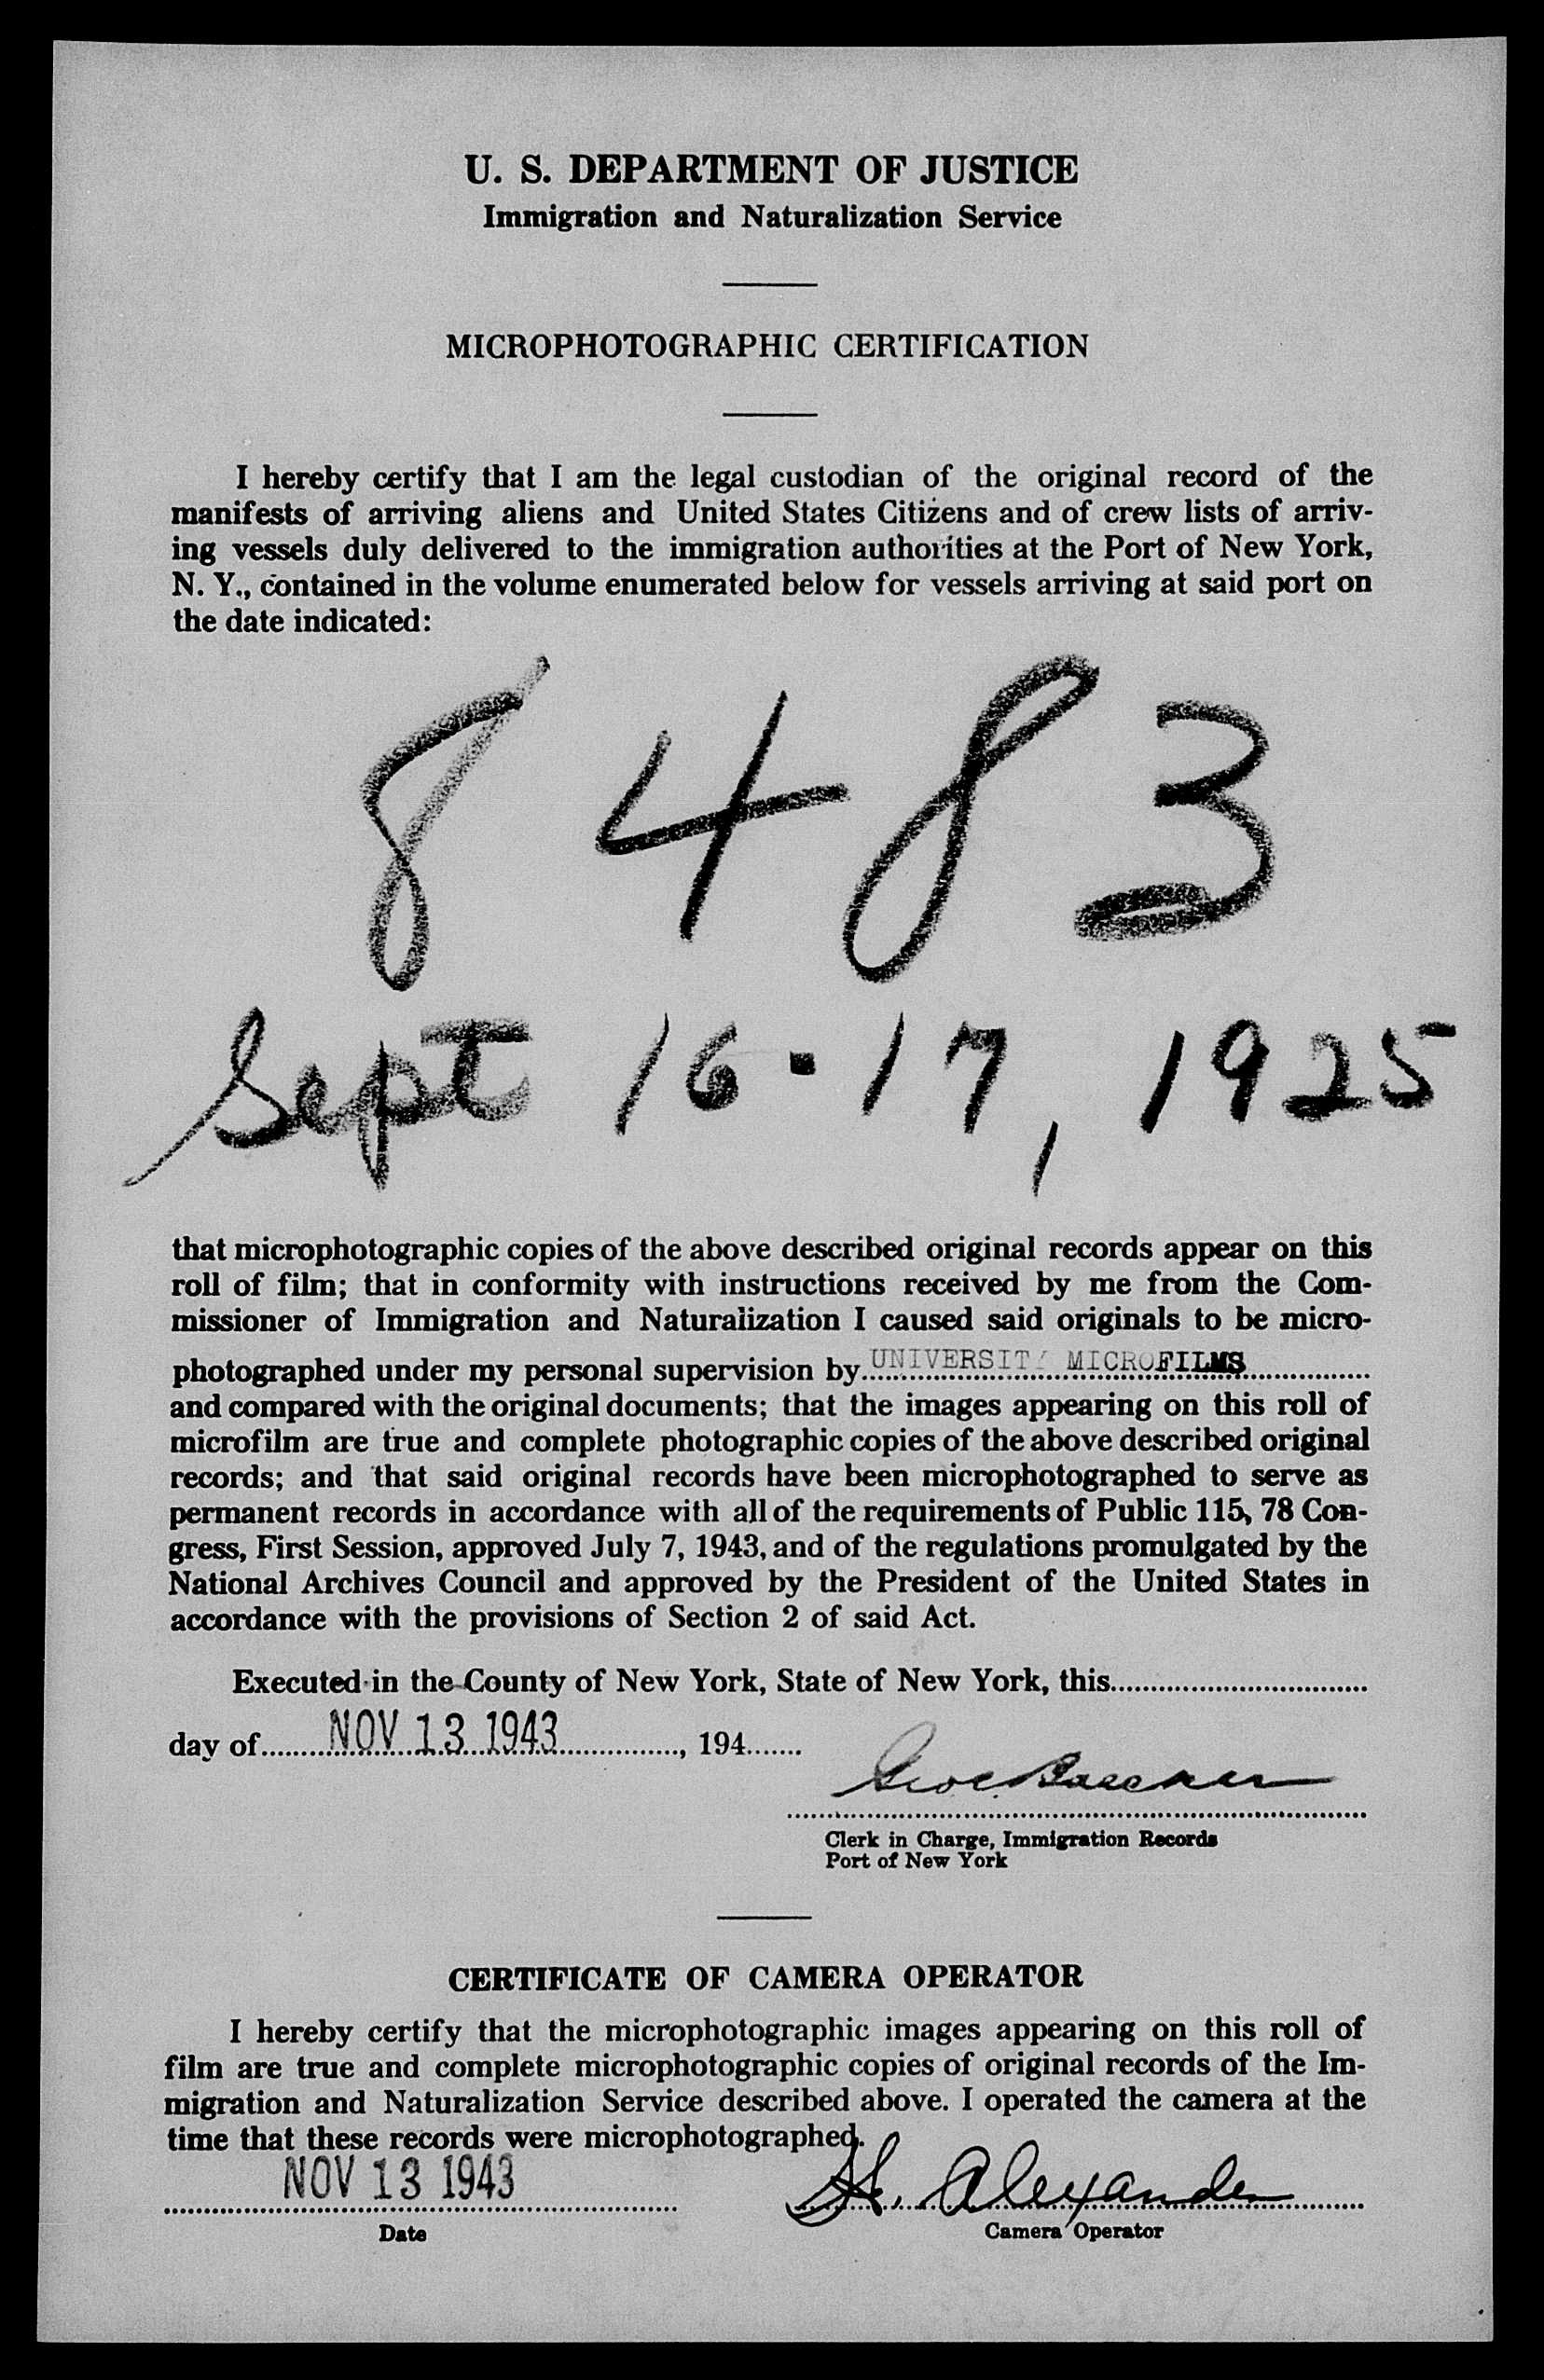 U. S. DEPARTMENT OF JUSTICE
Immigration and Naturalization Service
MICROPHOTOGRAPHIC CERTIFICATION
I hereby certify that I am the legal custodian of the original record of the
manifests of arriving aliens and United States Citizens and of crew lists of arriv-
ing vessels duly delivered to the immigration authorities at the Port of New York,
N. Y., contained in the volume enumerated below for vessels arriving at said port on
the date indicated:
8483
Sept 16-17, 1925
that microphotographic copies of the above described original records appear on this
roll of film; that in conformity with instructions received by me from the Com-
missioner of Immigration and Naturalization I caused said originals to be micro-
photographed under my personal supervision by UNIVERSITY MICROFILMS
and compared with the original documents; that the images appearing on this roll of
microfilm are true and complete photographic copies of the above described original
records; and that said original records have been microphotographed to serve as
permanent records in accordance with all of the requirements of Public 115, 78 Con-
gress, First Session, approved July 7, 1943, and of the regulations promulgated by the
National Archives Council and approved by the President of the United States in
accordance with the provisions of Section 2 of said Act.
Executed in the County of New York, State of New York, this
day of NOV 13 1943, 194
Clerk in Charge, Immigration Records
Port of New York
CERTIFICATE OF CAMERA OPERATOR
I hereby certify that the microphotographic images appearing on this roll of
film are true and complete microphotographic copies of original records of the Im-
migration and Naturalization Service described above. I operated the camera at the
time that these records were microphotographed.
NOV 13 1943 H. Alexander
Date Camera Operator